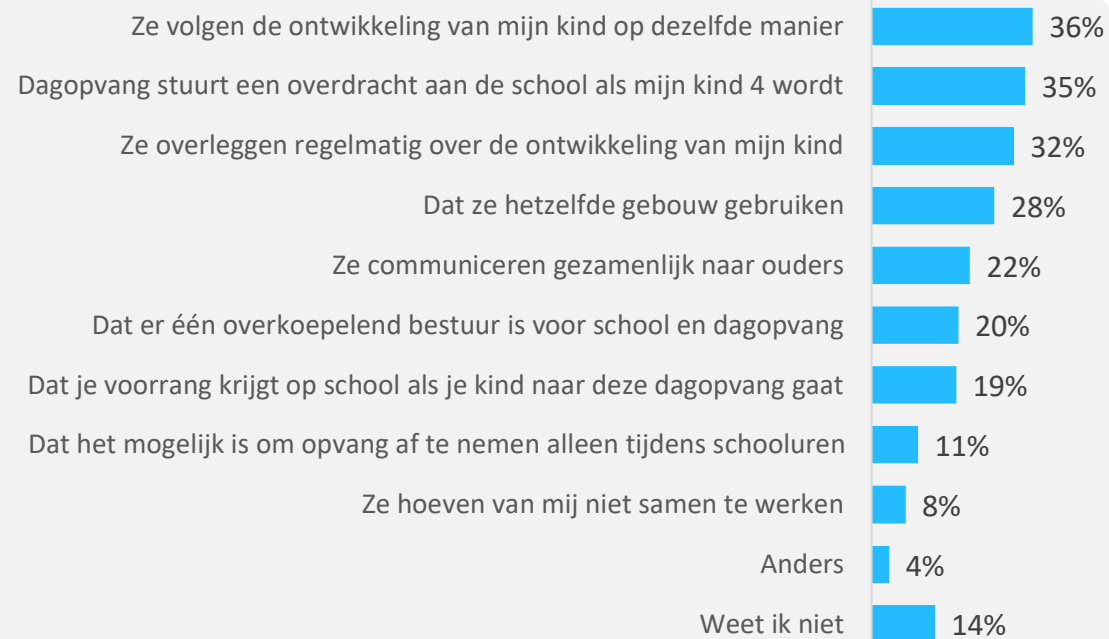 Ze volgen de ontwikkeling van mijn kind op dezelfde manier 36%
Dagopvang stuurt een overdracht aan de school als mijn kind 4 wordt 35%
Ze overleggen regelmatig over de ontwikkeling van mijn kind 32%
Dat ze hetzelfde gebouw gebruiken 28%
Ze communiceren gezamenlijk naar ouders 22%
Dat er één overkoepelend bestuur is voor school en dagopvang 20%
Dat je voorrang krijgt op school als je kind naar deze dagopvang gaat 19%
Dat het mogelijk is om opvang af te nemen alleen tijdens schooluren 11%
Ze hoeven van mij niet samen te werken 8%
Anders 4%
Weet ik niet 14%